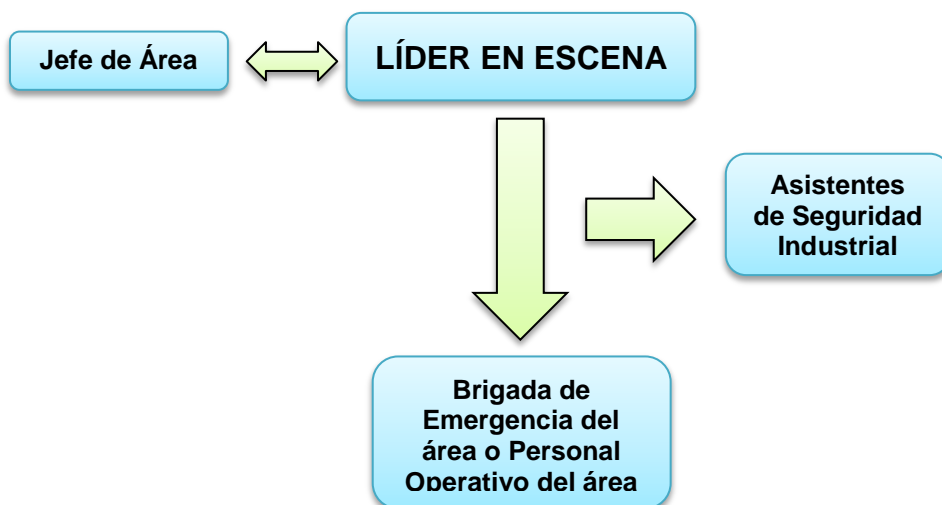 Jefe de Área
LÍDER EN ESCENA
Asistentes
de Seguridad
Industrial
Brigada de
Emergencia del
área o Personal
Operativo del área